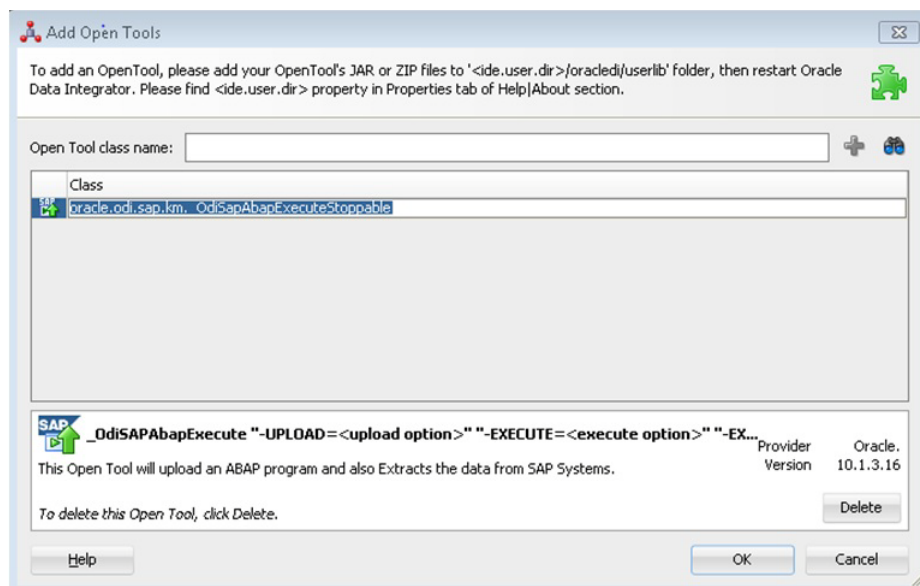 Add Open Tools
To add an OpenTool, please add your OpenTool's JAR or ZIP files to '<ide.user.dir>/oracledi/userlib' folder, then restart Oracle
Data Integrator. Please find <ide.user.dir> property in Properties tab of Help|About section.
Open Tool class name:
Class
SAP
oracle.odi.sap.km._OdiSapAbapExecuteStoppable
SAP
_OdiSAPAbapExecute "-UPLOAD=<upload option>" "-EXECUTE=<execute option>" "-EX...
Provider Oracle.
This Open Tool will upload an ABAP program and also Extracts the data from SAP Systems.
Version 10.1.3.16
To delete this Open Tool, click Delete.
Delete
Help
OK
Cancel